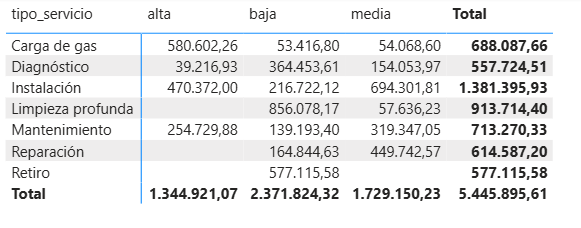 tipo_servicio alta baja media Total
Carga de gas 580.602,26 53.416,80 54.068,60 688.087,66
Diagnóstico 39.216,93 364.453,61 154.053,97 557.724,51
Instalación 470.372,00 216.722,12 694.301,81 1.381.395,93
Limpieza profunda 856.078,17 57.636,23 913.714,40
Mantenimiento 254.729,88 139.193,40 319.347,05 713.270,33
Reparación 164.844,63 449.742,57 614.587,20
Retiro 577.115,58 577.115,58
Total 1.344.921,07 2.371.824,32 1.729.150,23 5.445.895,61